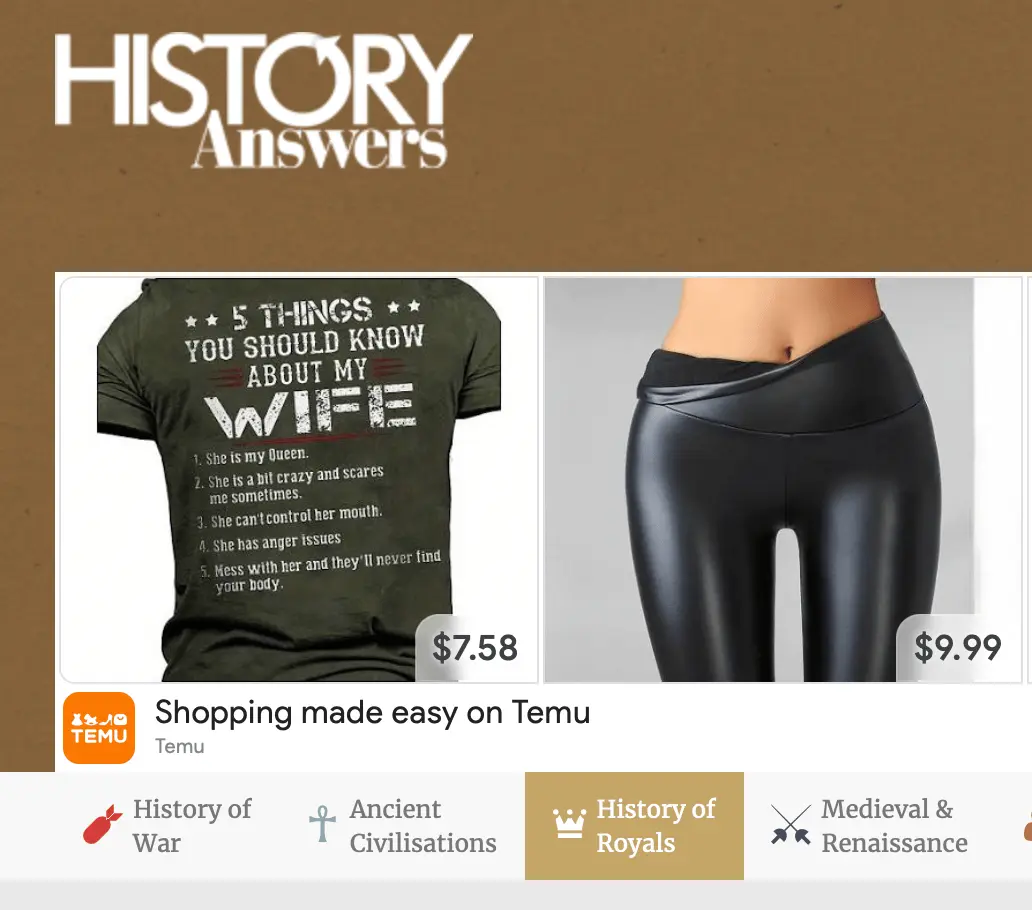 HISTORY
Answers
5 THINGS
YOU SHOULD KNOW
ABOUT MY
WIFE
1. She is my Queen.
2. She is a bit crazy and scares
me sometimes.
3. She can't control her mouth.
4. She has anger issues
5. Mess with her and they'll never find
your body.
$7.58
$9.99
TEMU
Shopping made easy on Temu
Temu
History of
War
Ancient
Civilisations
History of
Royals
Medieval &
Renaissance